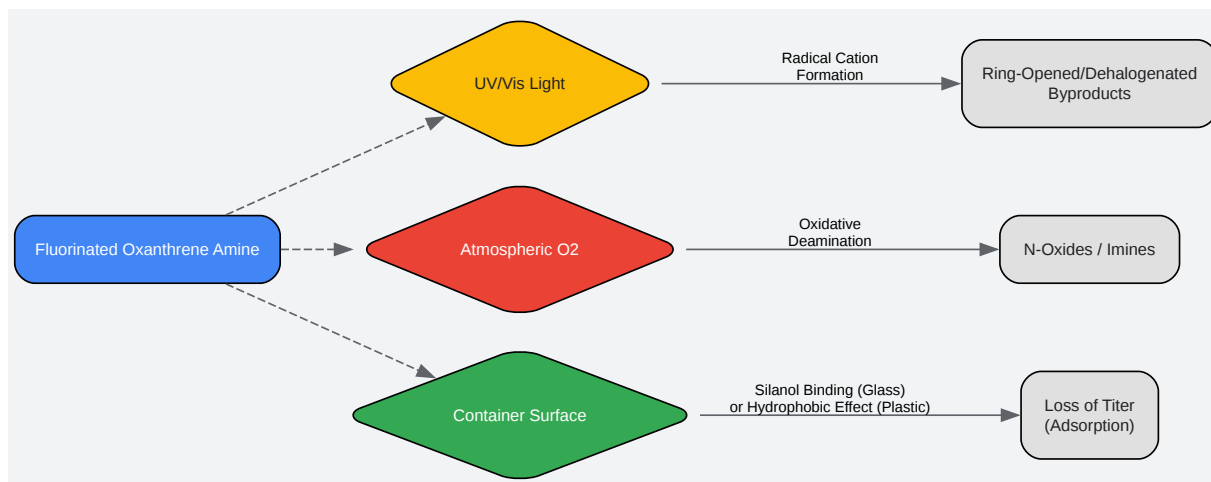 UV/Vis Light
Radical Cation
Formation
Ring-Opened/Dehalogenated
Byproducts
Fluorinated Oxanthrene Amine
Atmospheric O2
Oxidative
Deamination
N-Oxides / Imines
Container Surface
Silanol Binding (Glass)
or Hydrophobic Effect (Plastic)
Loss of Titer
(Adsorption)